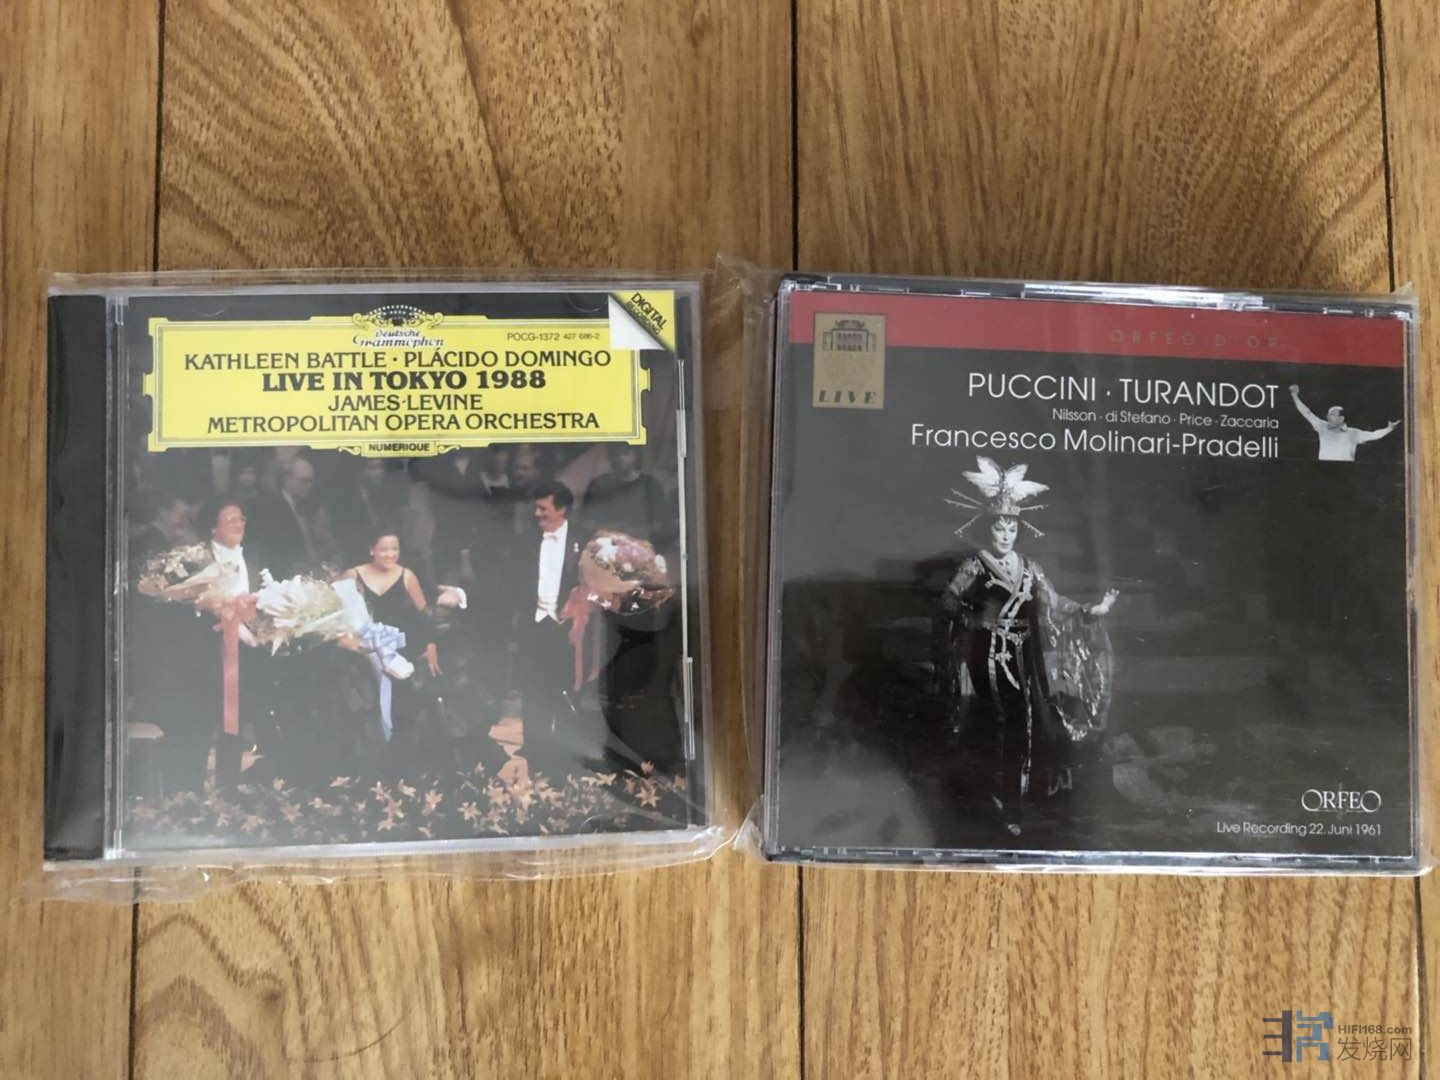 DIGITAL
RECORDING
Deutsche
Grammophon
POCG-1372 427 686-2
KATHLEEN BATTLE · PLÁCIDO DOMINGO
LIVE IN TOKYO 1988
JAMES LEVINE
METROPOLITAN OPERA ORCHESTRA
NUMERIQUE
ORFEO D'OR
LIVE
PUCCINI · TURANDOT
Nilsson · di Stefano · Price · Zaccaria
Francesco Molinari-Pradelli
ORFEO
Live Recording 22. Juni 1961
HIFI168.com
发烧网